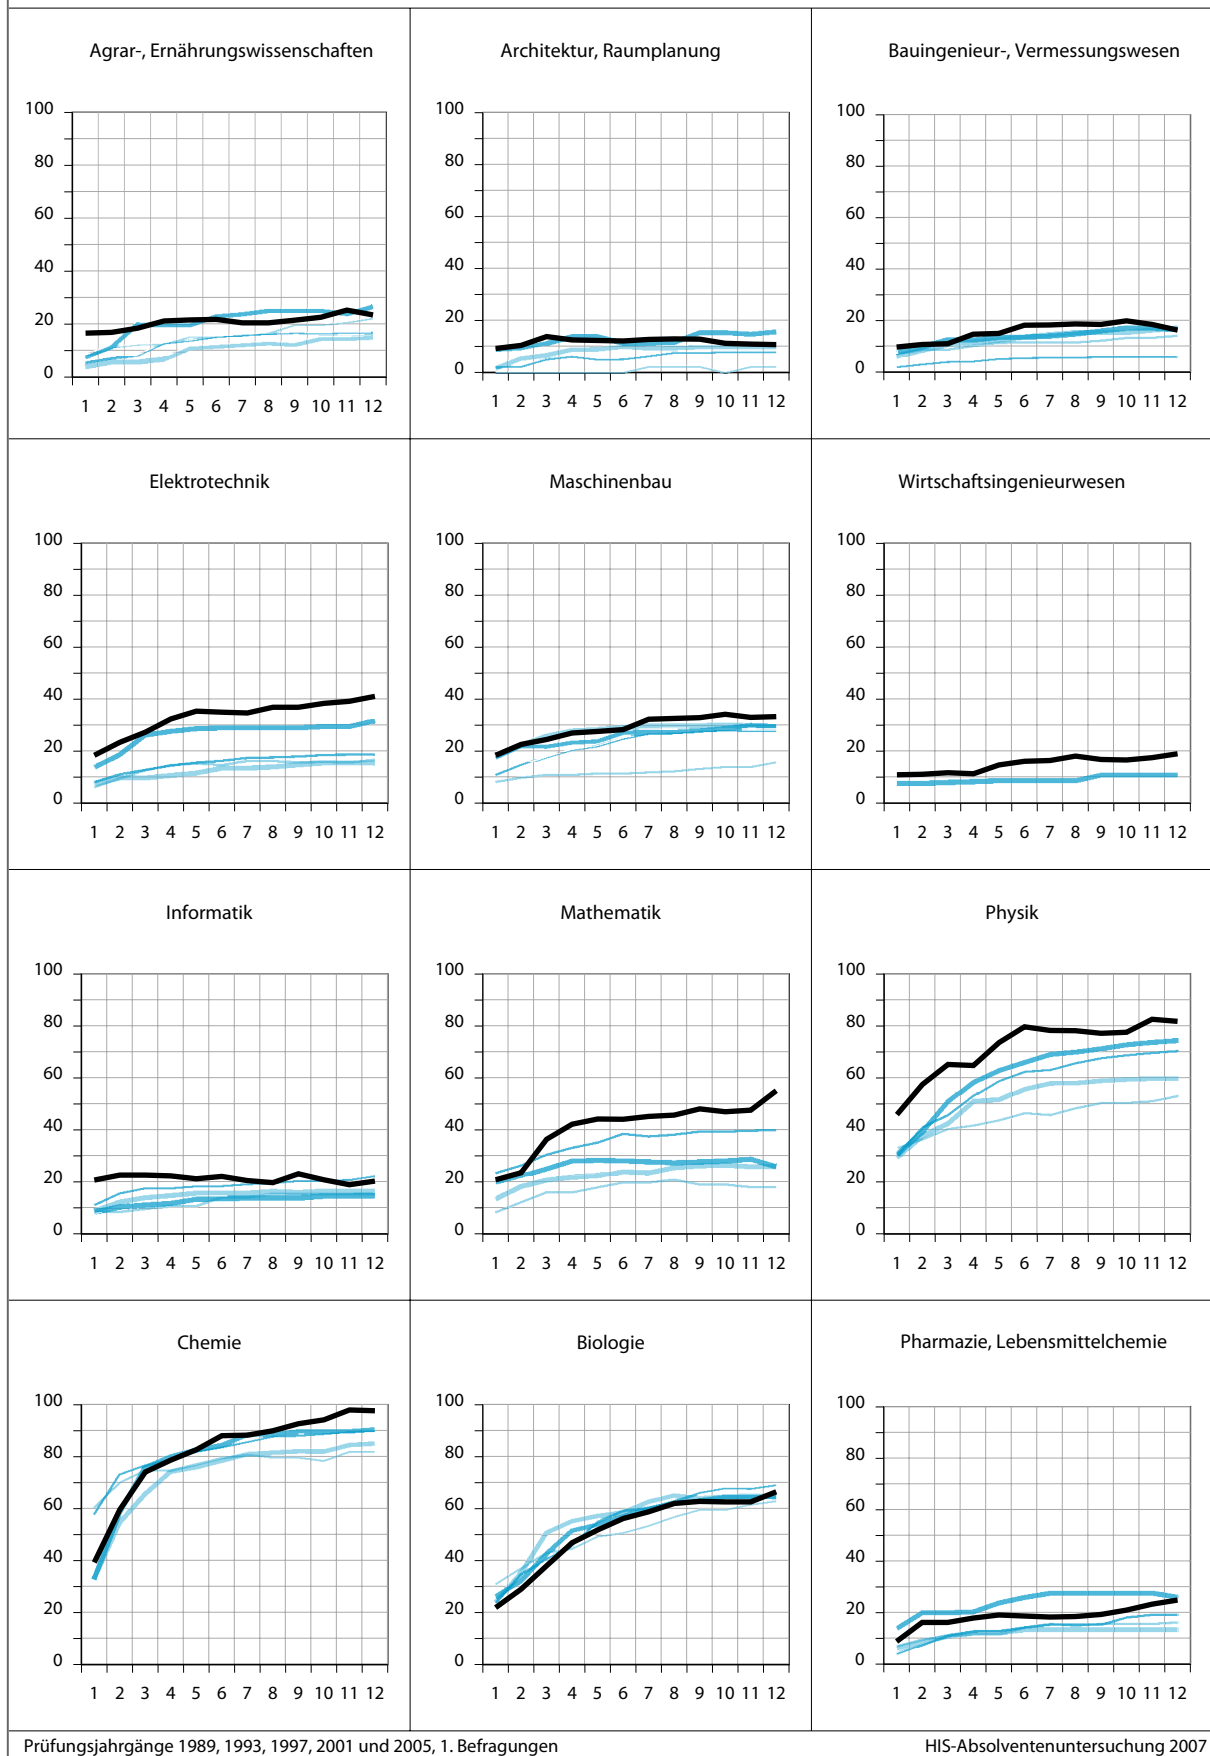 Agrar-, Ernährungswissenschaften
100
80
60
40
20
0
1 2 3 4 5 6 7 8 9 10 11 12
Architektur, Raumplanung
100
80
60
40
20
0
1 2 3 4 5 6 7 8 9 10 11 12
Bauingenieur-, Vermessungswesen
100
80
60
40
20
0
1 2 3 4 5 6 7 8 9 10 11 12
Elektrotechnik
100
80
60
40
20
0
1 2 3 4 5 6 7 8 9 10 11 12
Maschinenbau
100
80
60
40
20
0
1 2 3 4 5 6 7 8 9 10 11 12
Wirtschaftsingenieurwesen
100
80
60
40
20
0
1 2 3 4 5 6 7 8 9 10 11 12
Informatik
100
80
60
40
20
0
1 2 3 4 5 6 7 8 9 10 11 12
Mathematik
100
80
60
40
20
0
1 2 3 4 5 6 7 8 9 10 11 12
Physik
100
80
60
40
20
0
1 2 3 4 5 6 7 8 9 10 11 12
Chemie
100
80
60
40
20
0
1 2 3 4 5 6 7 8 9 10 11 12
Biologie
100
80
60
40
20
0
1 2 3 4 5 6 7 8 9 10 11 12
Pharmazie, Lebensmittelchemie
100
80
60
40
20
0
1 2 3 4 5 6 7 8 9 10 11 12
Prüfungsjahrgänge 1989, 1993, 1997, 2001 und 2005, 1. Befragungen
HIS-Absolventenuntersuchung 2007